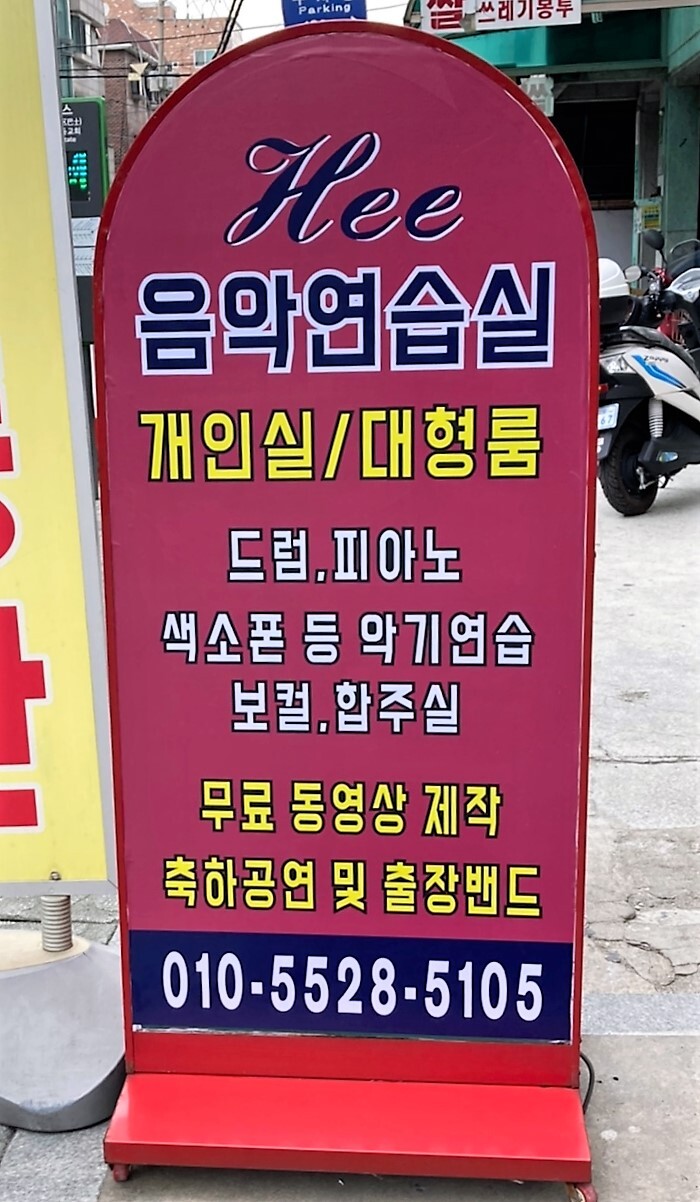 Parking
쓰레기봉투
Hee
음악연습실
개인실/대형룸
드럼,피아노
색소폰 등 악기연습
보컬,합주실
무료 동영상 제작
축하공연 및 출장밴드
010-5528-5105